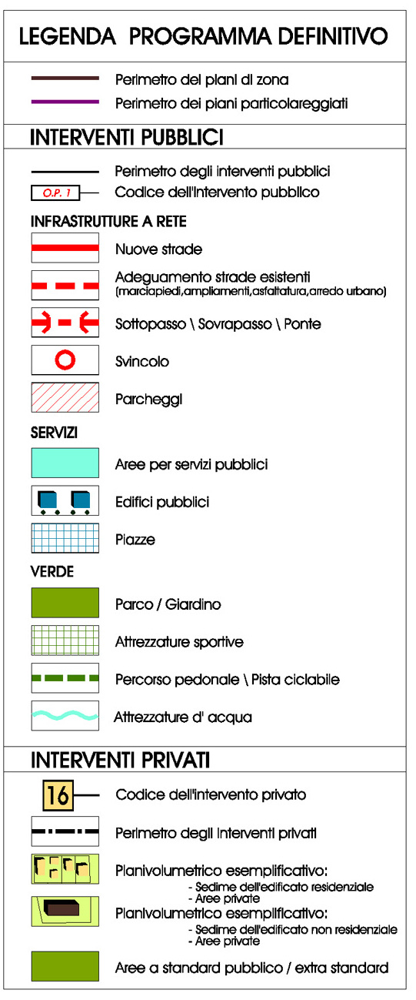 LEGENDA PROGRAMMA DEFINITIVO
Perimetro dei piani di zona
Perimetro dei piani particolareggiati
INTERVENTI PUBBLICI
Perimetro degli interventi pubblici
O.P. 1 Codice dell'intervento pubblico
INFRASTRUTTURE A RETE
Nuove strade
Adeguamento strade esistenti
(marciapiedi,ampliamenti,asfaltatura,arredo urbano)
Sottopasso \ Sovrapasso \ Ponte
Svincolo
Parcheggi
SERVIZI
Aree per servizi pubblici
Edifici pubblici
Piazze
VERDE
Parco / Giardino
Attrezzature sportive
Percorso pedonale \ Pista ciclabile
Attrezzature d' acqua
INTERVENTI PRIVATI
16 Codice dell'intervento privato
Perimetro degli interventi privati
Planivolumetrico esemplificativo:
- Sedime dell'edificato residenziale
- Aree private
Planivolumetrico esemplificativo:
- Sedime dell'edificato non residenziale
- Aree private
Aree a standard pubblico / extra standard